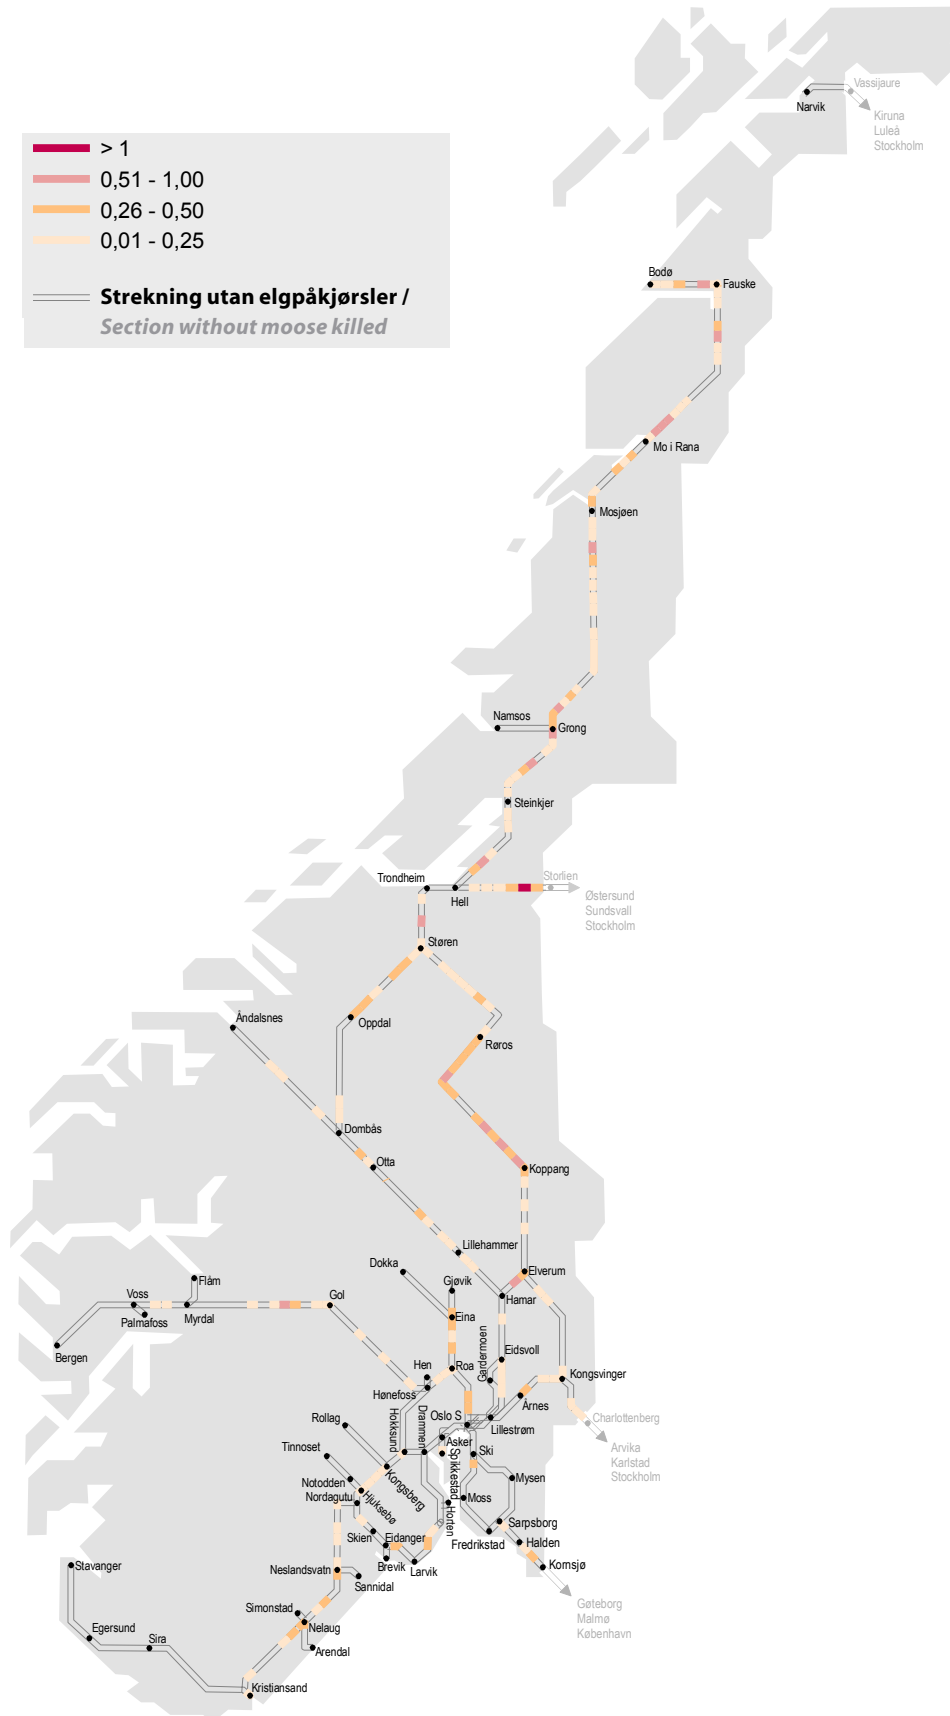 Vassijaure
Narvik
Kiruna
Luleå
Stockholm
> 1
0,51 - 1,00
0,26 - 0,50
0,01 - 0,25
Strekning utan elgpåkjørsler /
Section without moose killed
Bodø
Fauske
Mo i Rana
Mosjøen
Namsos
Grong
Steinkjer
Trondheim
Hell
Storlien
Østersund
Sundsvall
Stockholm
Støren
Åndalsnes
Oppdal
Røros
Dombås
Otta
Koppang
Lillehammer
Dokka
Elverum
Flåm
Gjøvik
Voss
Gol
Hamar
Palmafoss
Myrdal
Eina
Gardermoen
Bergen
Eidsvoll
Hen
Roa
Kongsvinger
Hønefoss
Årnes
Rollag
Hokksund
Drammen
Oslo S
Lillestrøm
Charlottenberg
Asker
Ski
Arvika
Karlstad
Stockholm
Tinnoset
Spikkestad
Mysen
Notodden
Kongsberg
Nordagutu
Hjuksebø
Moss
Horten
Sarpsborg
Skien
Eidanger
Fredrikstad
Halden
Stavanger
Neslandsvatn
Brevik
Larvik
Kornsjø
Sannidal
Simonstad
Gøteborg
Malmø
København
Egersund
Sira
Nelaug
Arendal
Kristiansand